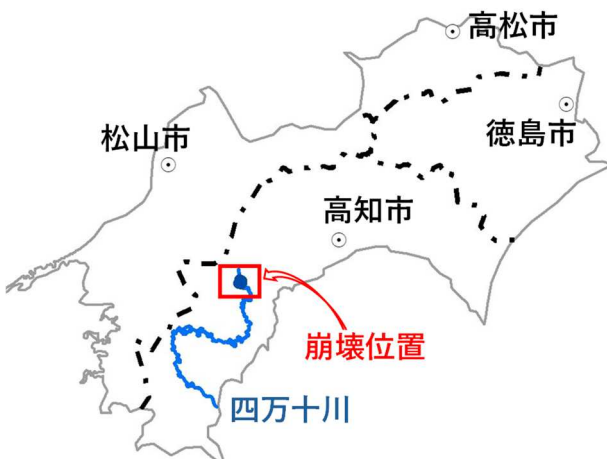 高松市
徳島市
松山市
高知市
崩壊位置
四万十川